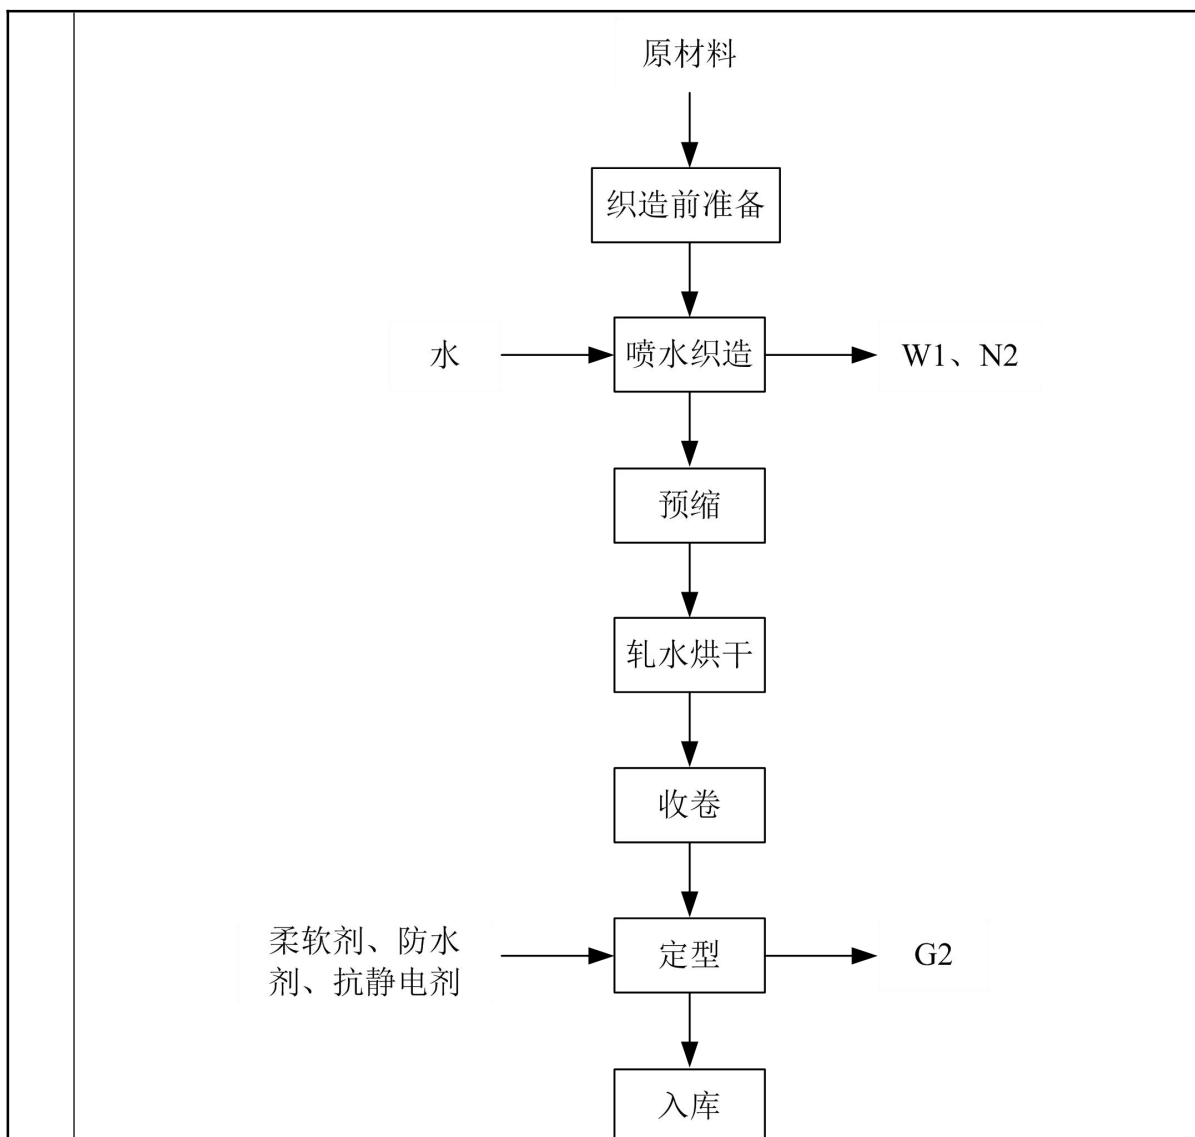 原材料
织造前准备
水
喷水织造
W1、N2
预缩
轧水烘干
收卷
柔软剂、防水
剂、抗静电剂
定型
G2
入库